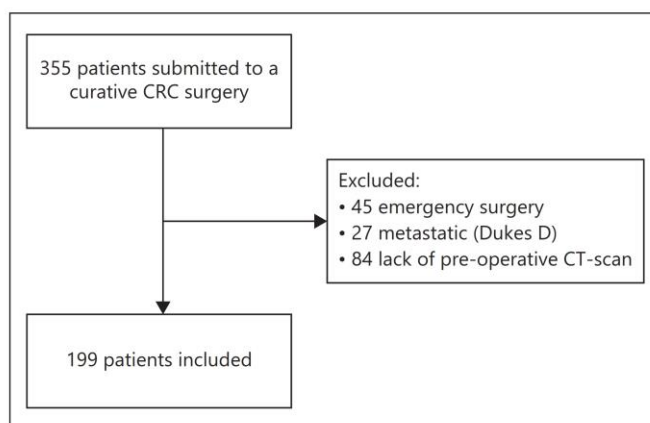 355 patients submitted to a
curative CRC surgery
Excluded:
• 45 emergency surgery
• 27 metastatic (Dukes D)
• 84 lack of pre-operative CT-scan
199 patients included